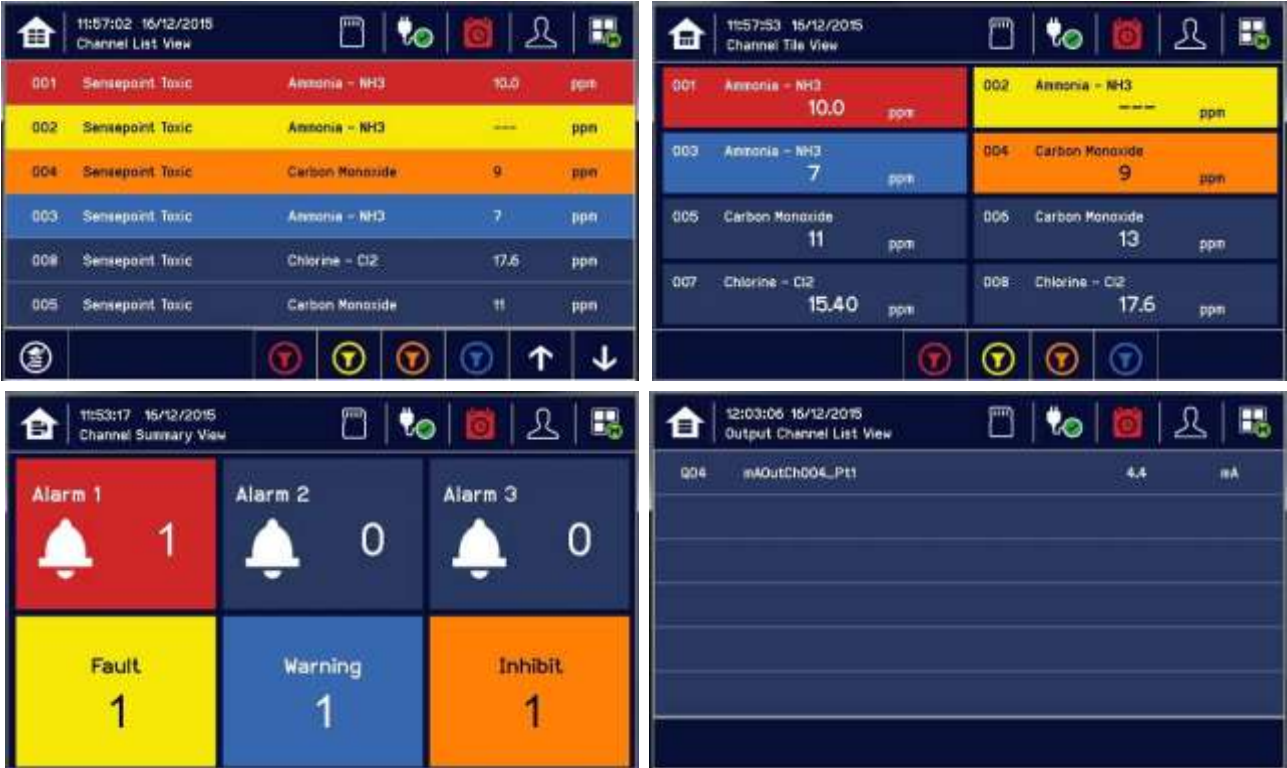 11:57:02 16/12/2015
Channel List View
001 Sensepoint Toxic Ammonia - NH3 10.0 ppm
002 Sensepoint Toxic Ammonia - NH3 --- ppm
004 Sensepoint Toxic Carbon Monoxide 9 ppm
003 Sensepoint Toxic Ammonia - NH3 7 ppm
008 Sensepoint Toxic Chlorine - Cl2 17.6 ppm
005 Sensepoint Toxic Carbon Monoxide 11 ppm
11:57:53 16/12/2015
Channel Tile View
001 Ammonia - NH3
10.0 ppm
002 Ammonia - NH3
--- ppm
003 Ammonia - NH3
7 ppm
004 Carbon Monoxide
9 ppm
005 Carbon Monoxide
11 ppm
006 Carbon Monoxide
13 ppm
007 Chlorine - Cl2
15.40 ppm
008 Chlorine - Cl2
17.6 ppm
11:53:17 16/12/2015
Channel Summary View
Alarm 1
1
Alarm 2
0
Alarm 3
0
Fault
1
Warning
1
Inhibit
1
12:03:06 16/12/2015
Output Channel List View
Q04 mAOutCh004_Pt1 4.4 mA